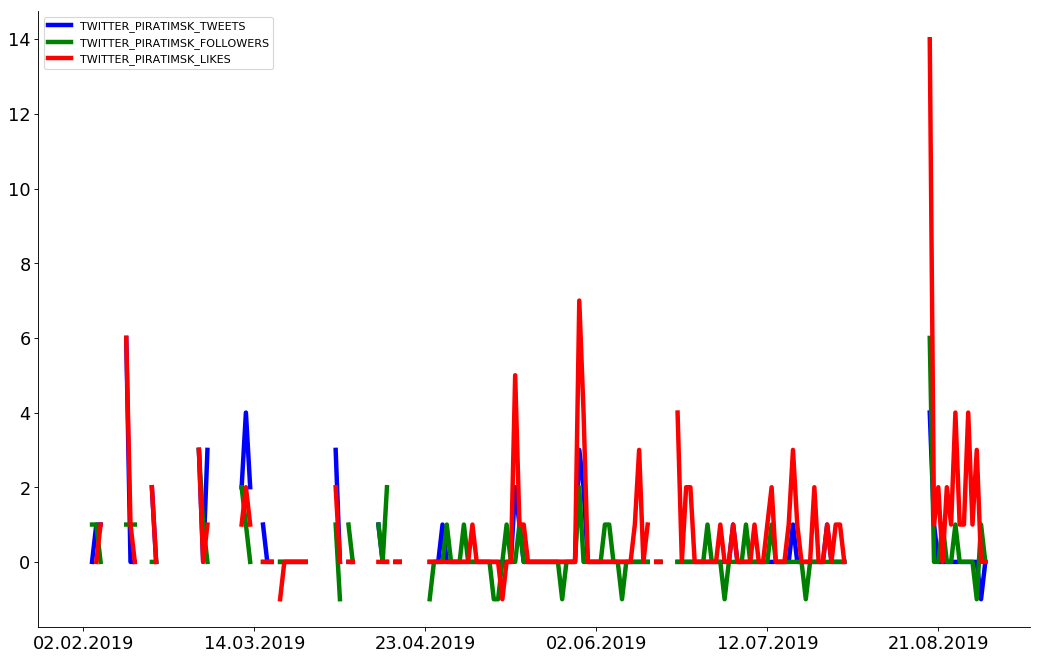 TWITTER_PIRATIMSK_TWEETS
TWITTER_PIRATIMSK_FOLLOWERS
TWITTER_PIRATIMSK_LIKES
14
12
10
8
6
4
2
0
02.02.2019 14.03.2019 23.04.2019 02.06.2019 12.07.2019 21.08.2019